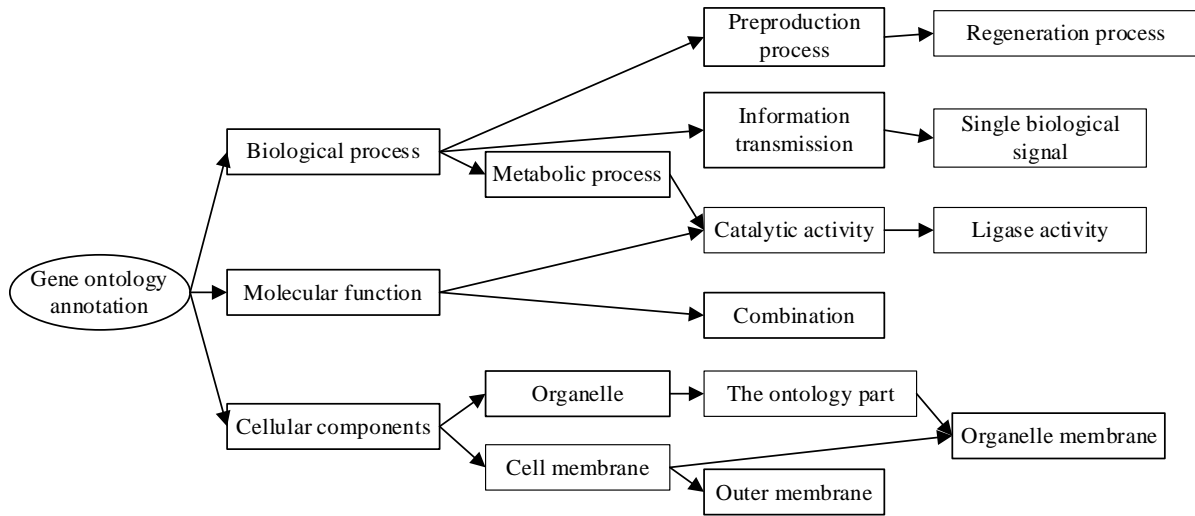 Gene ontology
annotation
Biological process
Molecular function
Cellular components
Metabolic process
Organelle
Cell membrane
Preproduction
process
Information
transmission
Catalytic activity
Combination
The ontology part
Outer membrane
Regeneration process
Single biological
signal
Ligase activity
Organelle membrane